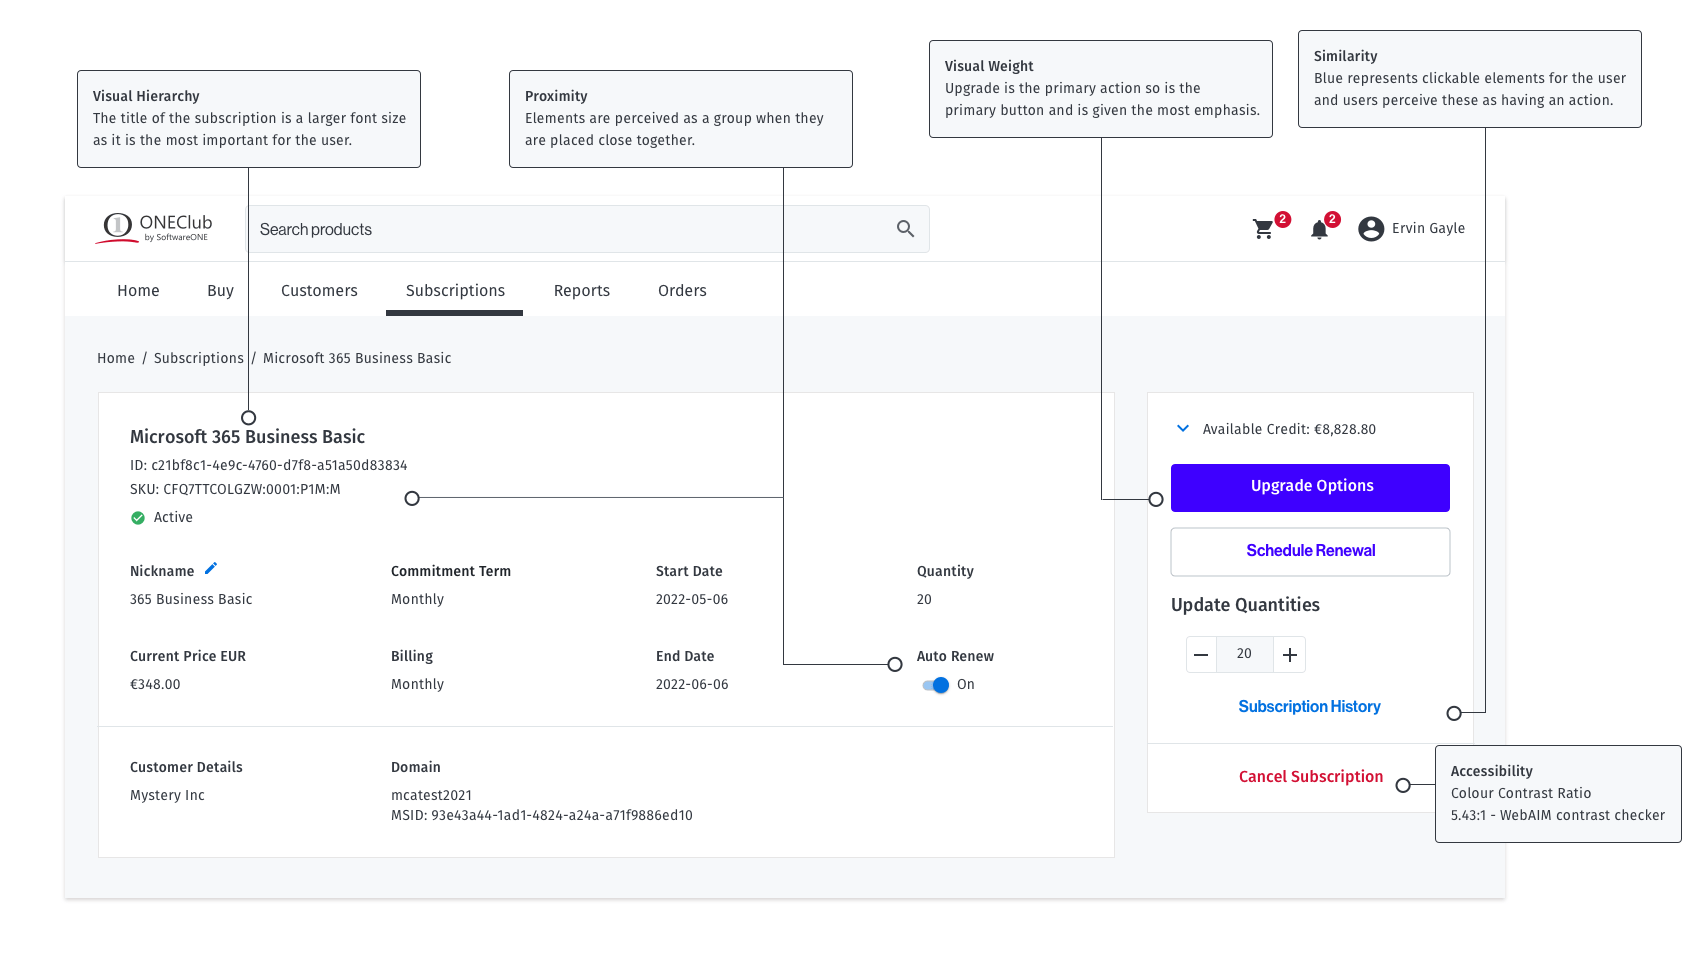 Visual Hierarchy
The title of the subscription is a larger font size
as it is the most important for the user.
Proximity
Elements are perceived as a group when they
are placed close together.
Visual Weight
Upgrade is the primary action so is the
primary button and is given the most emphasis.
Similarity
Blue represents clickable elements for the user
and users perceive these as having an action.
1 ONEClub
by SoftwareONE
Search products
2
2
Ervin Gayle
Home Buy Customers Subscriptions Reports Orders
Home / Subscriptions / Microsoft 365 Business Basic
Microsoft 365 Business Basic
ID: c21bf8c1-4e9c-4760-d7f8-a51a50d83834
SKU: CFQ7TTCOLGZW:0001:P1M:M
Active
Nickname Commitment Term Start Date Quantity
365 Business Basic Monthly 2022-05-06 20
Current Price EUR Billing End Date Auto Renew
€348.00 Monthly 2022-06-06 On
Customer Details Domain
Mystery Inc mcatest2021
MSID: 93e43a44-1ad1-4824-a24a-a71f9886ed10
Available Credit: €8,828.80
Upgrade Options
Schedule Renewal
Update Quantities
20
Subscription History
Cancel Subscription
Accessibility
Colour Contrast Ratio
5.43:1 - WebAIM contrast checker